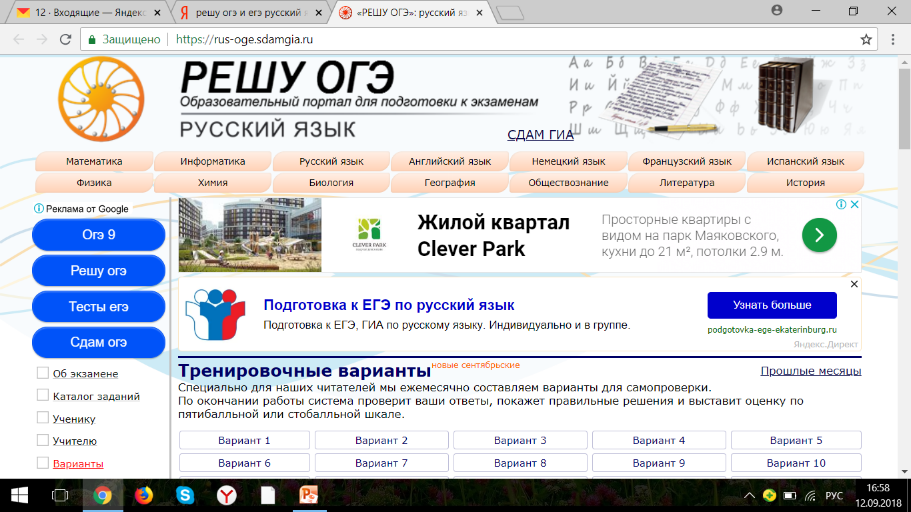 12 · Входящие — Яндекс
решу огэ и егэ русский я
«РЕШУ ОГЭ»: русский яз
Защищено
https://rus-oge.sdamgia.ru
РЕШУ ОГЭ
Образовательный портал для подготовки к экзаменам
РУССКИЙ ЯЗЫК
СДАМ ГИА
Математика Информатика Русский язык Английский язык Немецкий язык Французский язык Испанский язык
Физика Химия Биология География Обществознание Литература История
Реклама от Google
Огэ 9
Решу огэ
Тесты егэ
Сдам огэ
Об экзамене
Каталог заданий
Ученику
Учителю
Варианты
CLEVER PARK
Жилой квартал
Clever Park
Просторные квартиры с
видом на парк Маяковского,
кухни до 21 м², потолки 2.9 м.
Подготовка к ЕГЭ по русский язык
Подготовка к ЕГЭ, ГИА по русскому языку. Индивидуально и в группе.
Узнать больше
podgotovka-ege-ekaterinburg.ru
Яндекс.Директ
Тренировочные варианты новые сентябрьские
Прошлые месяцы
Специально для наших читателей мы ежемесячно составляем варианты для самопроверки.
По окончании работы система проверит ваши ответы, покажет правильные решения и выставит оценку по
пятибалльной или стобалльной шкале.
Вариант 1 Вариант 2 Вариант 3 Вариант 4 Вариант 5
Вариант 6 Вариант 7 Вариант 8 Вариант 9 Вариант 10
РУС
16:58
12.09.2018